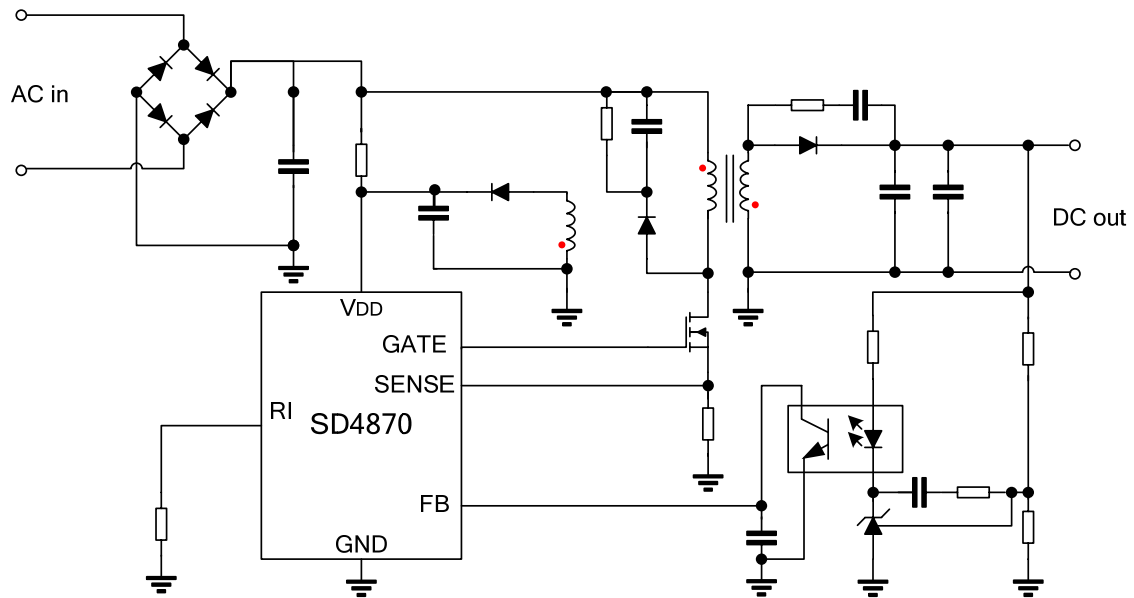 AC in
DC out
VDD
GATE
SENSE
RI
SD4870
FB
GND